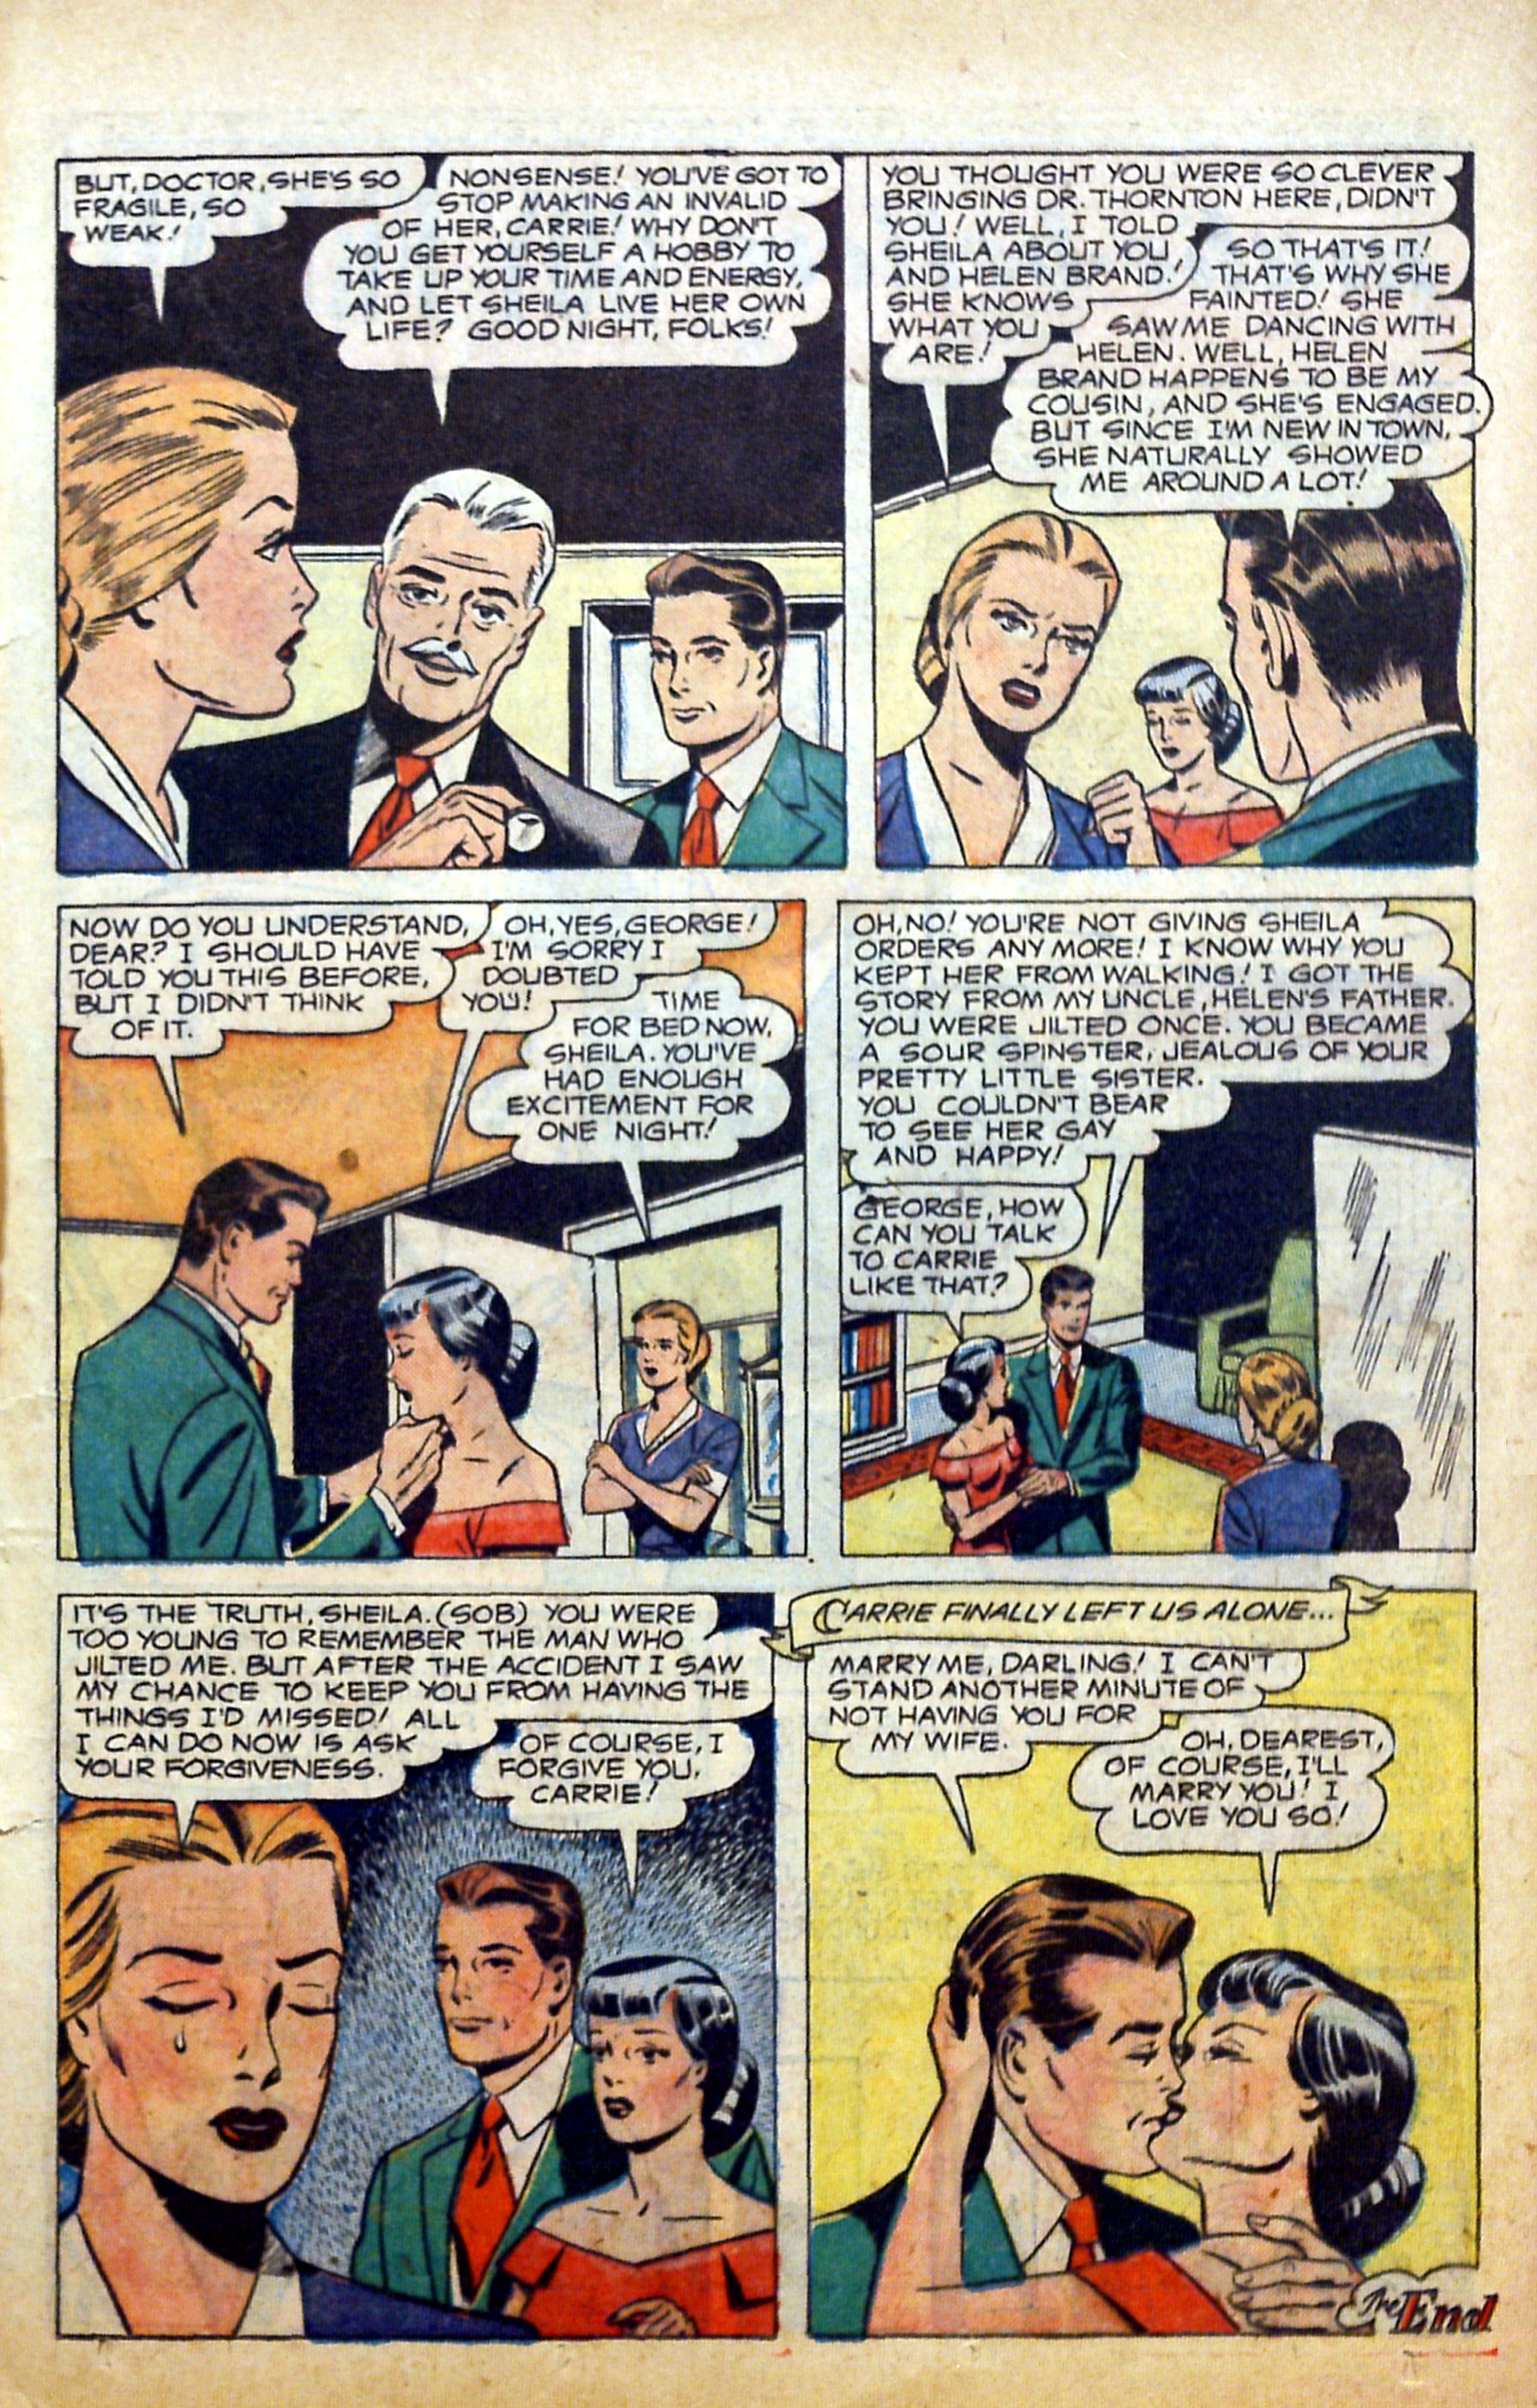 BUT, DOCTOR, SHE'S SO
FRAGILE, SO
WEAK!
NONSENSE! YOU'VE GOT TO
STOP MAKING AN INVALID
OF HER, CARRIE! WHY DON'T
YOU GET YOURSELF A HOBBY TO
TAKE UP YOUR TIME AND ENERGY,
AND LET SHEILA LIVE HER OWN
LIFE? GOOD NIGHT, FOLKS!
YOU THOUGHT YOU WERE SO CLEVER
BRINGING DR. THORNTON HERE, DIDN'T
YOU! WELL, I TOLD
SHEILA ABOUT YOU,
AND HELEN BRAND!
SHE KNOWS
WHAT YOU
ARE!
SO THAT'S IT!
THAT'S WHY SHE
FAINTED! SHE
SAW ME DANCING WITH
HELEN. WELL, HELEN
BRAND HAPPENS TO BE MY
COUSIN, AND SHE'S ENGAGED.
BUT SINCE I'M NEW IN TOWN,
SHE NATURALLY SHOWED
ME AROUND A LOT!
NOW DO YOU UNDERSTAND,
DEAR? I SHOULD HAVE
TOLD YOU THIS BEFORE,
BUT I DIDN'T THINK
OF IT.
OH, YES, GEORGE!
I'M SORRY I
DOUBTED
YOU!
TIME
FOR BED NOW,
SHEILA. YOU'VE
HAD ENOUGH
EXCITEMENT FOR
ONE NIGHT!
OH, NO! YOU'RE NOT GIVING SHEILA
ORDERS ANY MORE! I KNOW WHY YOU
KEPT HER FROM WALKING! I GOT THE
STORY FROM MY UNCLE, HELEN'S FATHER.
YOU WERE JILTED ONCE. YOU BECAME
A SOUR SPINSTER, JEALOUS OF YOUR
PRETTY LITTLE SISTER.
YOU COULDN'T BEAR
TO SEE HER GAY
AND HAPPY!
GEORGE, HOW
CAN YOU TALK
TO CARRIE
LIKE THAT?
IT'S THE TRUTH, SHEILA. (SOB) YOU WERE
TOO YOUNG TO REMEMBER THE MAN WHO
JILTED ME. BUT AFTER THE ACCIDENT I SAW
MY CHANCE TO KEEP YOU FROM HAVING THE
THINGS I'D MISSED! ALL
I CAN DO NOW IS ASK
YOUR FORGIVENESS.
OF COURSE, I
FORGIVE YOU,
CARRIE!
CARRIE FINALLY LEFT US ALONE...
MARRY ME, DARLING! I CAN'T
STAND ANOTHER MINUTE OF
NOT HAVING YOU FOR
MY WIFE.
OH, DEAREST,
OF COURSE, I'LL
MARRY YOU! I
LOVE YOU SO!
The End